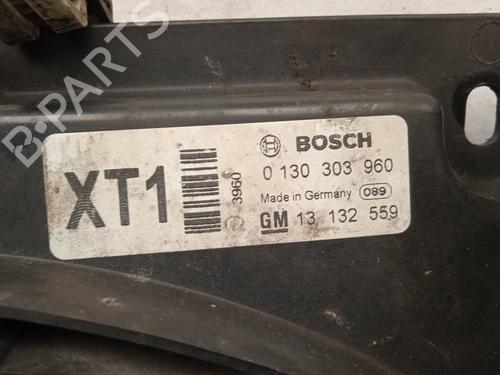 B-PARTS
XT1
3960
BOSCH
0 130 303 960
Made in Germany 089
GM 13 132 559